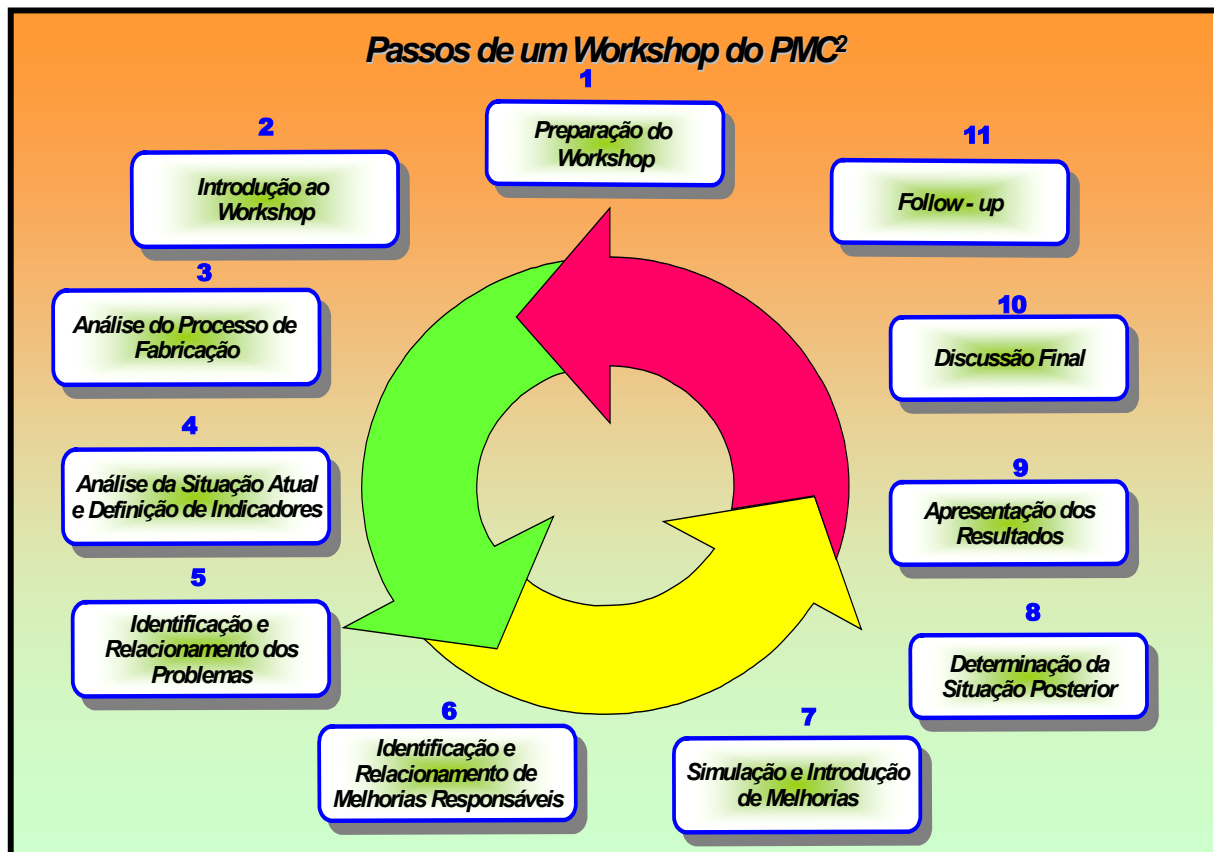 Passos de um Workshop do PMC²
1
Preparação do
Workshop
2
Introdução ao
Workshop
3
Análise do Processo de
Fabricação
4
Análise da Situação Atual
e Definição de Indicadores
5
Identificação e
Relacionamento dos
Problemas
6
Identificação e
Relacionamento de
Melhorias Responsáveis
7
Simulação e Introdução
de Melhorias
8
Determinação da
Situação Posterior
9
Apresentação dos
Resultados
10
Discussão Final
11
Follow - up